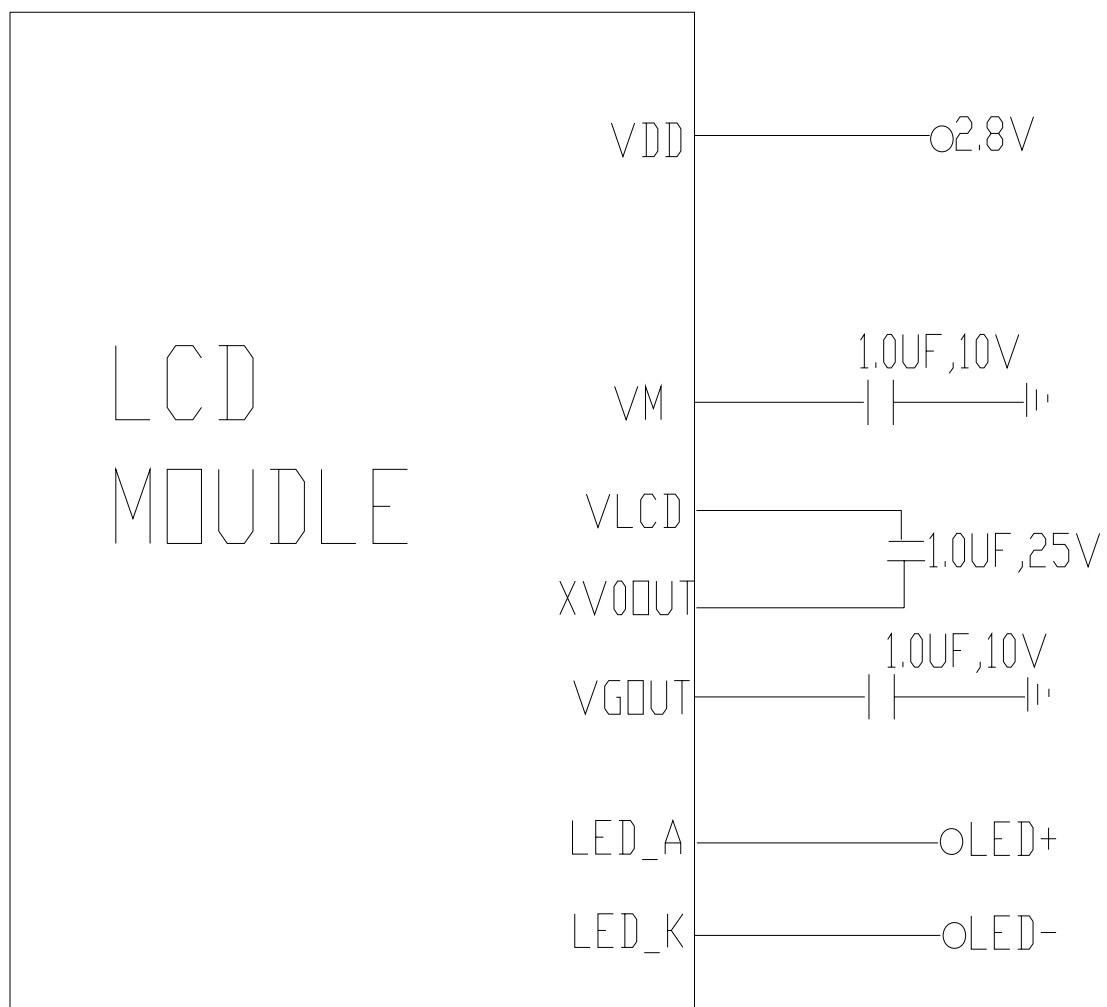 VDD
2.8V
LCD
MOUDLE
1.0UF,10V
VM
VLCD
1.0UF,25V
XV0OUT
1.0UF,10V
VGOUT
LED_A
LED+
LED_K
LED-